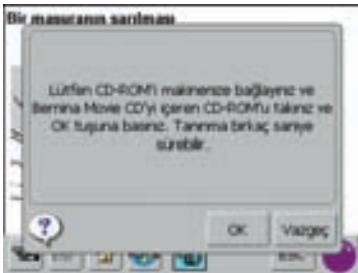 Bir masuranın sarılması
Lütfen CD-ROM'i makinenize bağlayınız ve
Bernina Movie CD'yi içeren CD-ROM'u takınız ve
OK tuşuna basınız. Tanınma birkaç saniye
sürebilir.
OK
Vazgeç